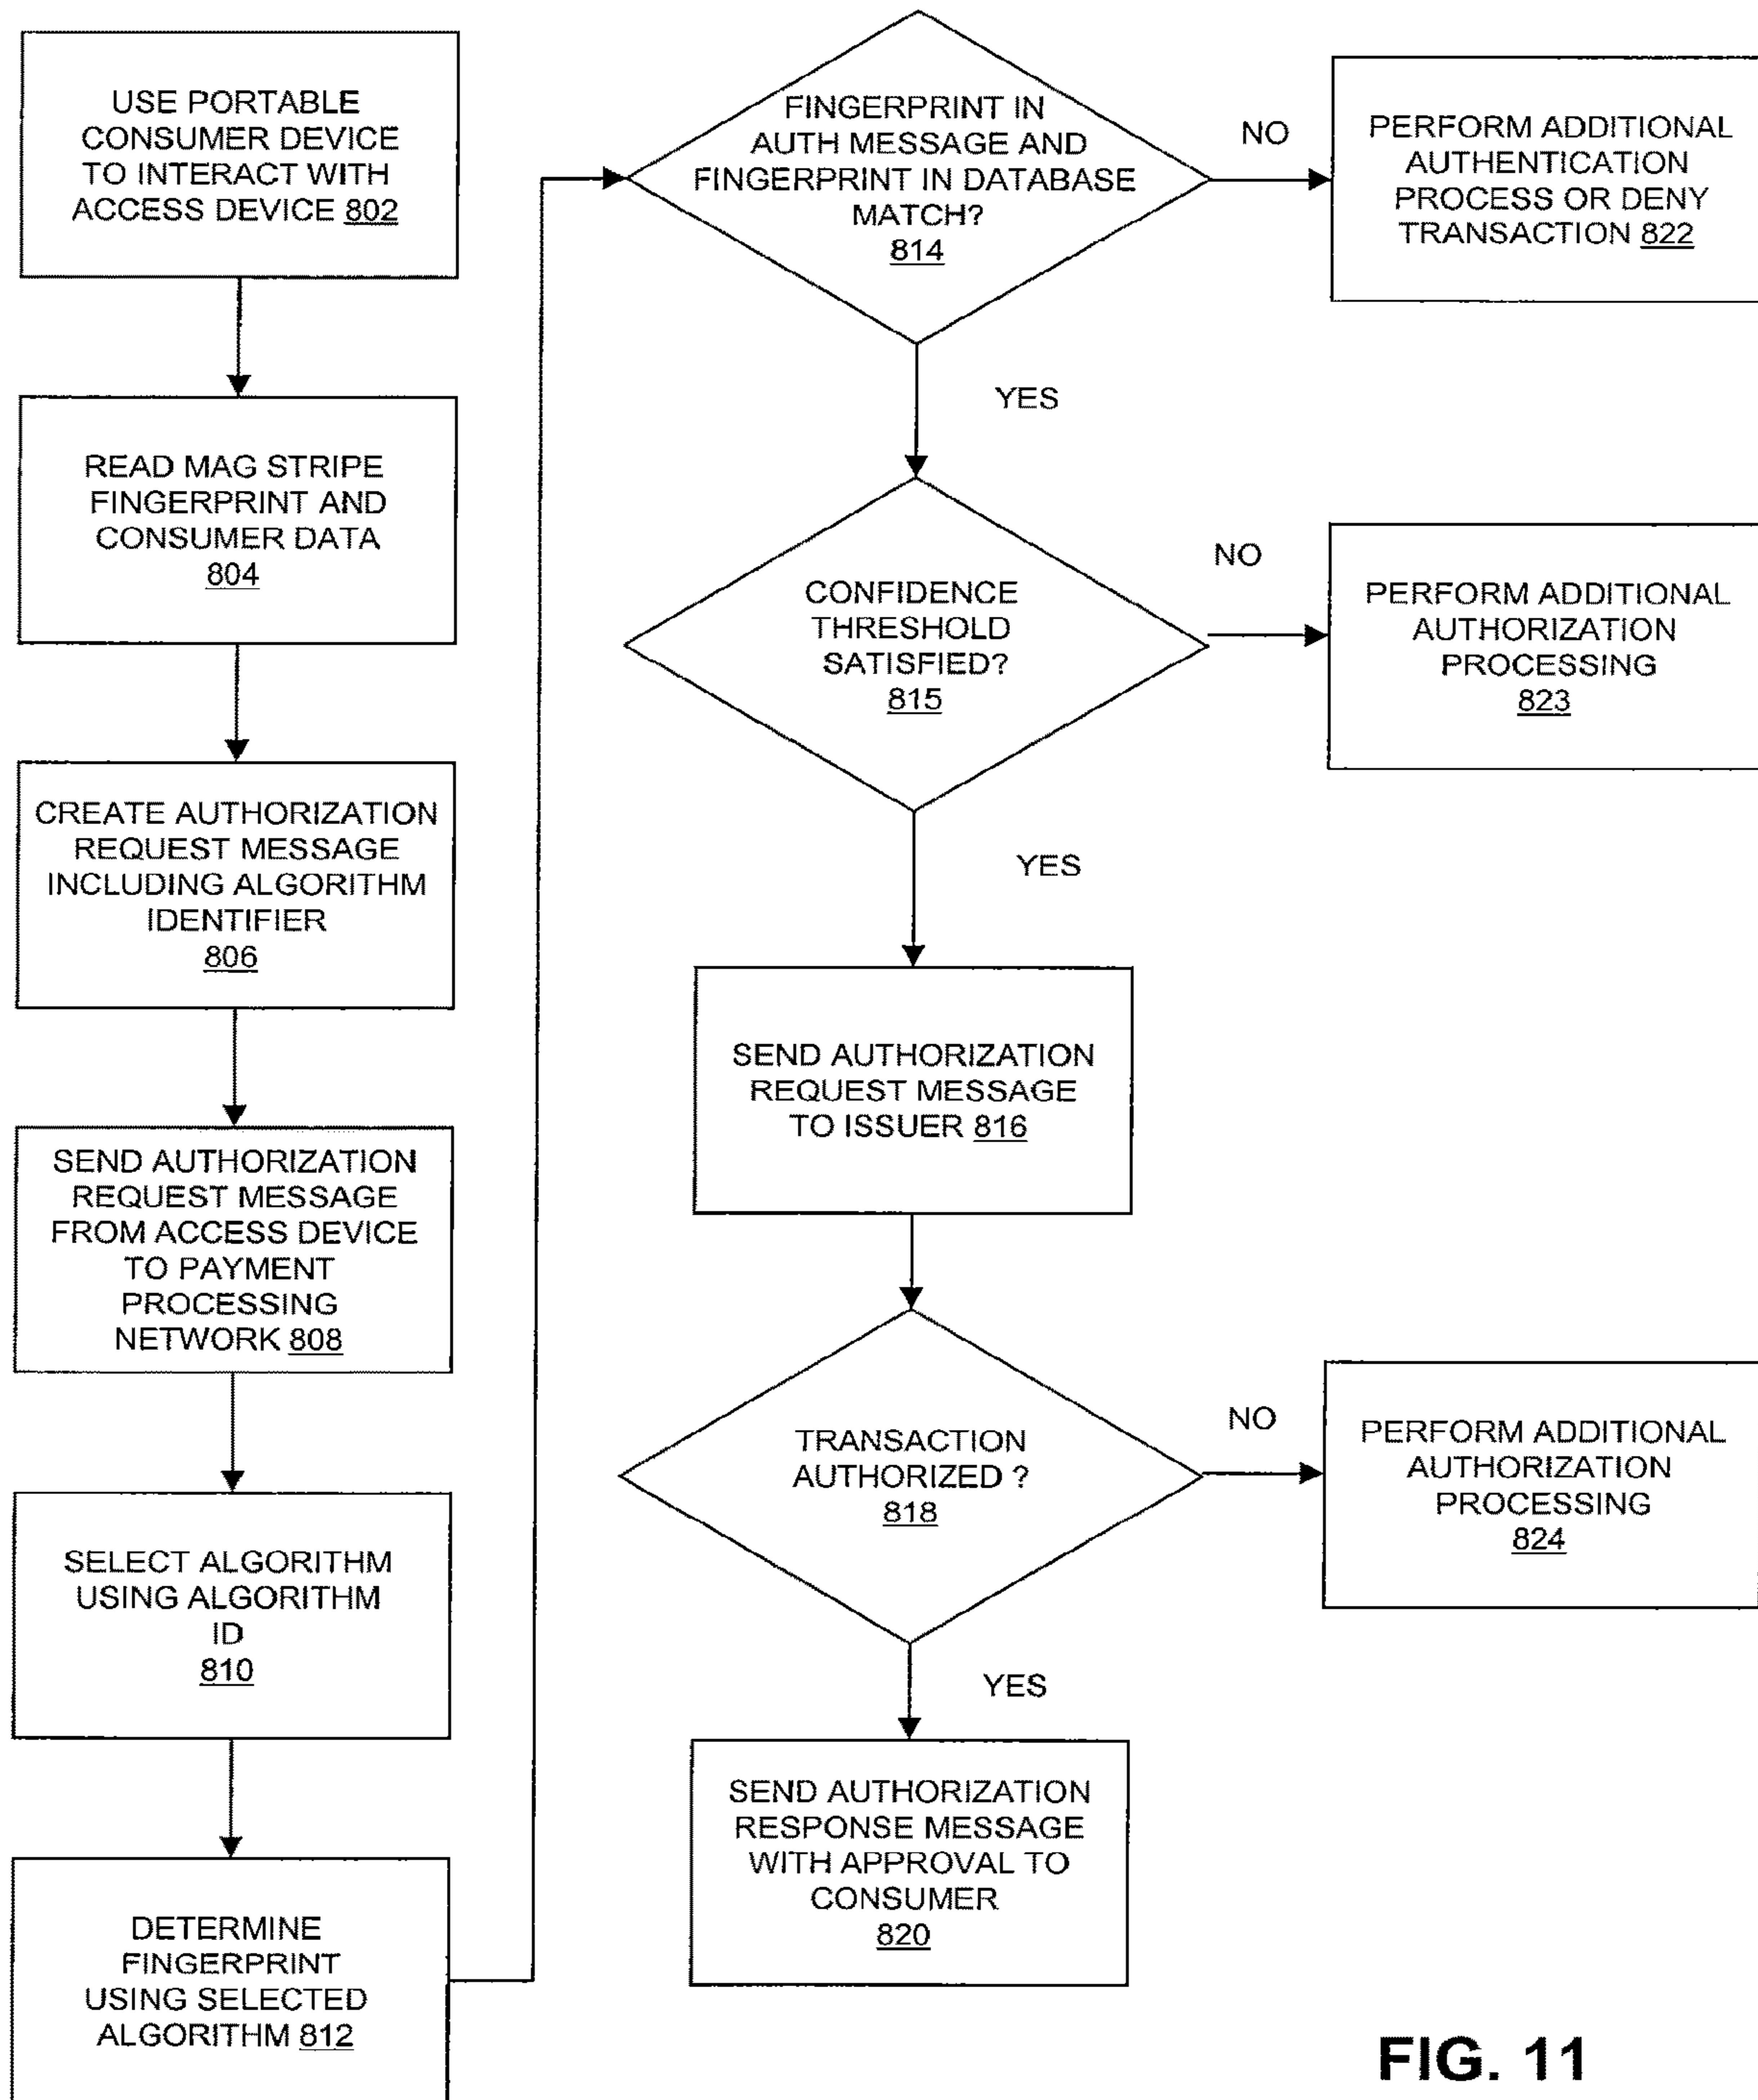 USE PORTABLE
CONSUMER DEVICE
TO INTERACT WITH
ACCESS DEVICE 802
READ MAG STRIPE
FINGERPRINT AND
CONSUMER DATA
804
CREATE AUTHORIZATION
REQUEST MESSAGE
INCLUDING ALGORITHM
IDENTIFIER
806
SEND AUTHORIZATION
REQUEST MESSAGE
FROM ACCESS DEVICE
TO PAYMENT
PROCESSING
NETWORK 808
SELECT ALGORITHM
USING ALGORITHM
ID
810
DETERMINE
FINGERPRINT
USING SELECTED
ALGORITHM 812
FINGERPRINT IN
AUTH MESSAGE AND
FINGERPRINT IN DATABASE
MATCH?
814
NO
PERFORM ADDITIONAL
AUTHENTICATION
PROCESS OR DENY
TRANSACTION 822
YES
CONFIDENCE
THRESHOLD
SATISFIED?
815
NO
PERFORM ADDITIONAL
AUTHORIZATION
PROCESSING
823
YES
SEND AUTHORIZATION
REQUEST MESSAGE
TO ISSUER 816
TRANSACTION
AUTHORIZED ?
818
NO
PERFORM ADDITIONAL
AUTHORIZATION
PROCESSING
824
YES
SEND AUTHORIZATION
RESPONSE MESSAGE
WITH APPROVAL TO
CONSUMER
820
FIG. 11